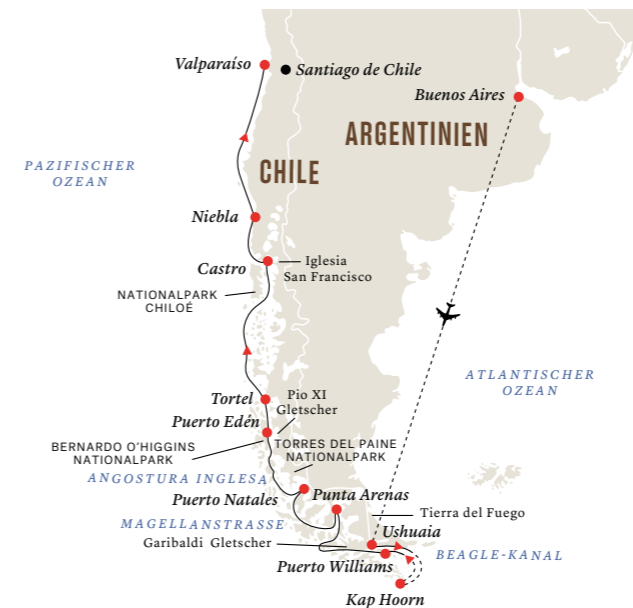 Valparaíso
Santiago de Chile
Buenos Aires
ARGENTINIEN
PAZIFISCHER
OZEAN
CHILE
Niebla
Castro
Iglesia
San Francisco
NATIONALPARK
CHILOÉ
ATLANTISCHER
OZEAN
Tortel
Pio XI
Gletscher
Puerto Edén
BERNARDO O'HIGGINS
NATIONALPARK
TORRES DEL PAINE
NATIONALPARK
ANGOSTURA INGLESA
Puerto Natales
Punta Arenas
MAGELLANSTRASSE
Tierra del Fuego
Garibaldi Gletscher
Ushuaia
BEAGLE-KANAL
Puerto Williams
Kap Hoorn